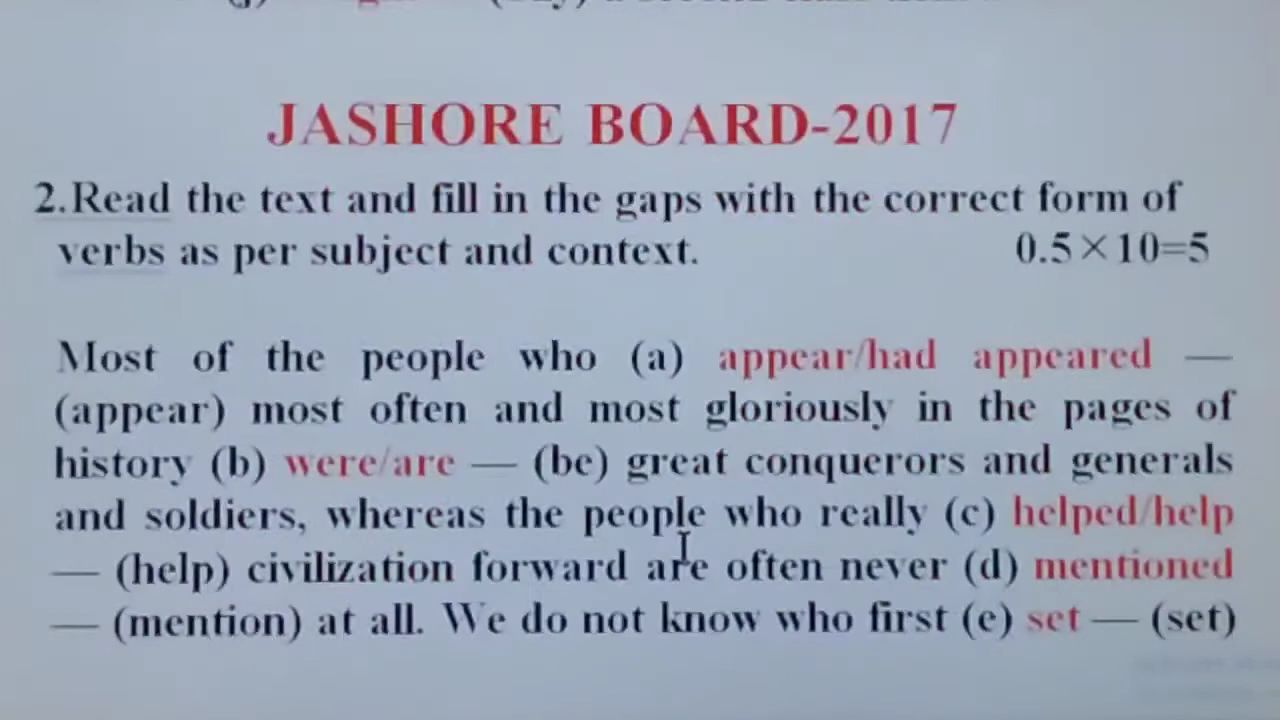 JASHORE BOARD-2017
2.Read the text and fill in the gaps with the correct form of
verbs as per subject and context. 0.5×10=5
Most of the people who (a) appear/had appeared —
(appear) most often and most gloriously in the pages of
history (b) were/are — (be) great conquerors and generals
and soldiers, whereas the people who really (c) helped/help
— (help) civilization forward are often never (d) mentioned
— (mention) at all. We do not know who first (e) set — (set)